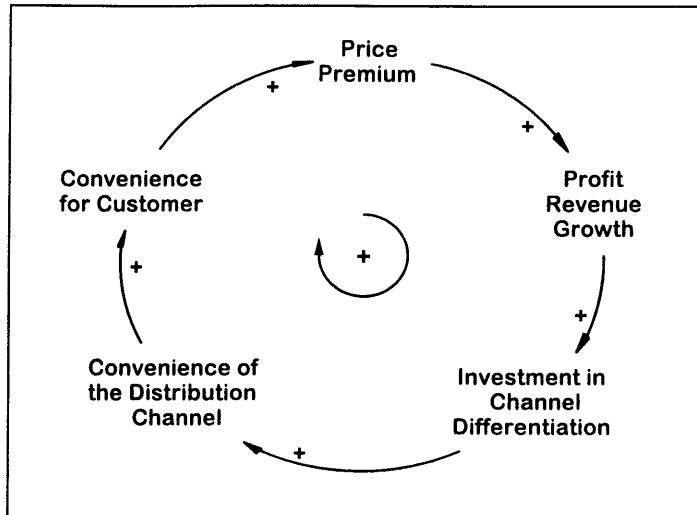 Price
Premium
+
+
Convenience
for Customer
Profit
Revenue
Growth
+
+
+
Convenience of
the Distribution
Channel
Investment in
Channel
Differentiation
+